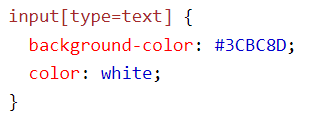 input[type=text] {
  background-color: #3CBC8D;
  color: white;
}